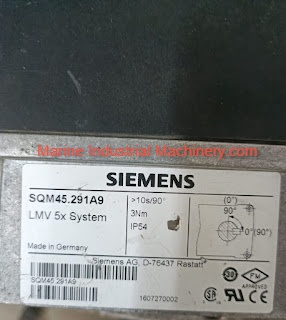 Marine Industrial Machinery.com
SIEMENS
SQM45.291A9
LMV 5x System
>10s/90°
3Nm
IP54
(0°)
90°
0°(90°)
Made in Germany
Siemens AG, D-76437 Rastatt
SQM45.291A9
1607270002
APPROVED